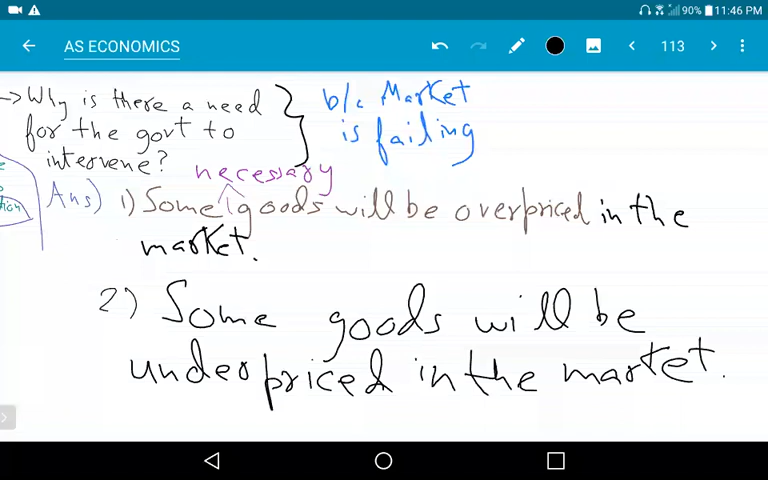 90% 11:46 PM
AS ECONOMICS
113
→ Why is there a need
for the govt to
intervene?
b/c Market
is failing
necessary
Ans) 1) Some goods will be overpriced in the
market.
2) Some goods will be
underpriced in the market.